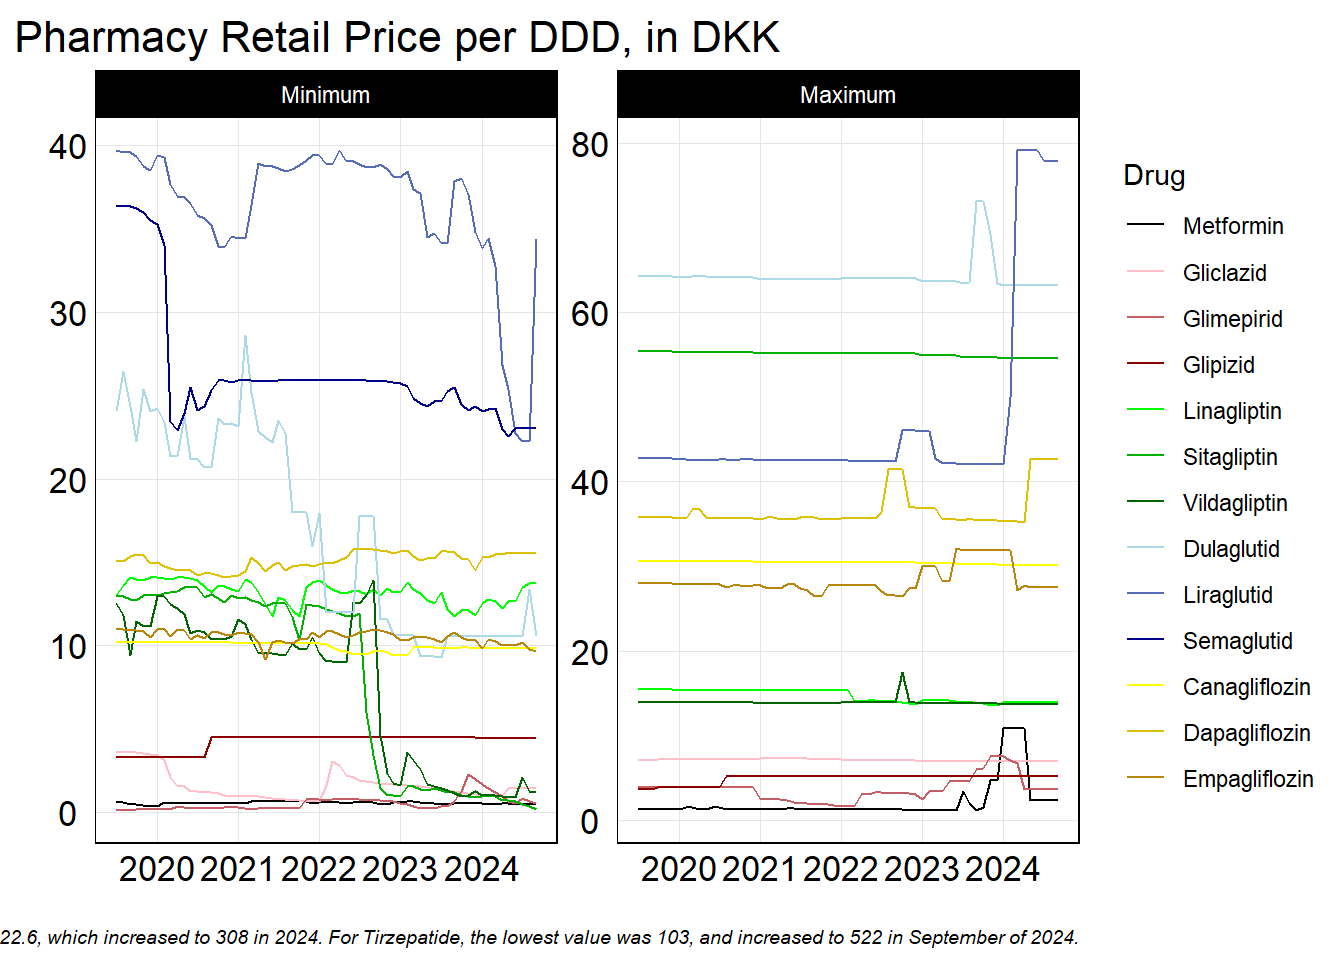 Pharmacy Retail Price per DDD, in DKK
Minimum
Maximum
40
30
20
10
0
2020 2021 2022 2023 2024
80
60
40
20
0
2020 2021 2022 2023 2024
Drug
Metformin
Gliclazid
Glimepirid
Glipizid
Linagliptin
Sitagliptin
Vildagliptin
Dulaglutid
Liraglutid
Semaglutid
Canagliflozin
Dapagliflozin
Empagliflozin
22.6, which increased to 308 in 2024. For Tirzepatide, the lowest value was 103, and increased to 522 in September of 2024.